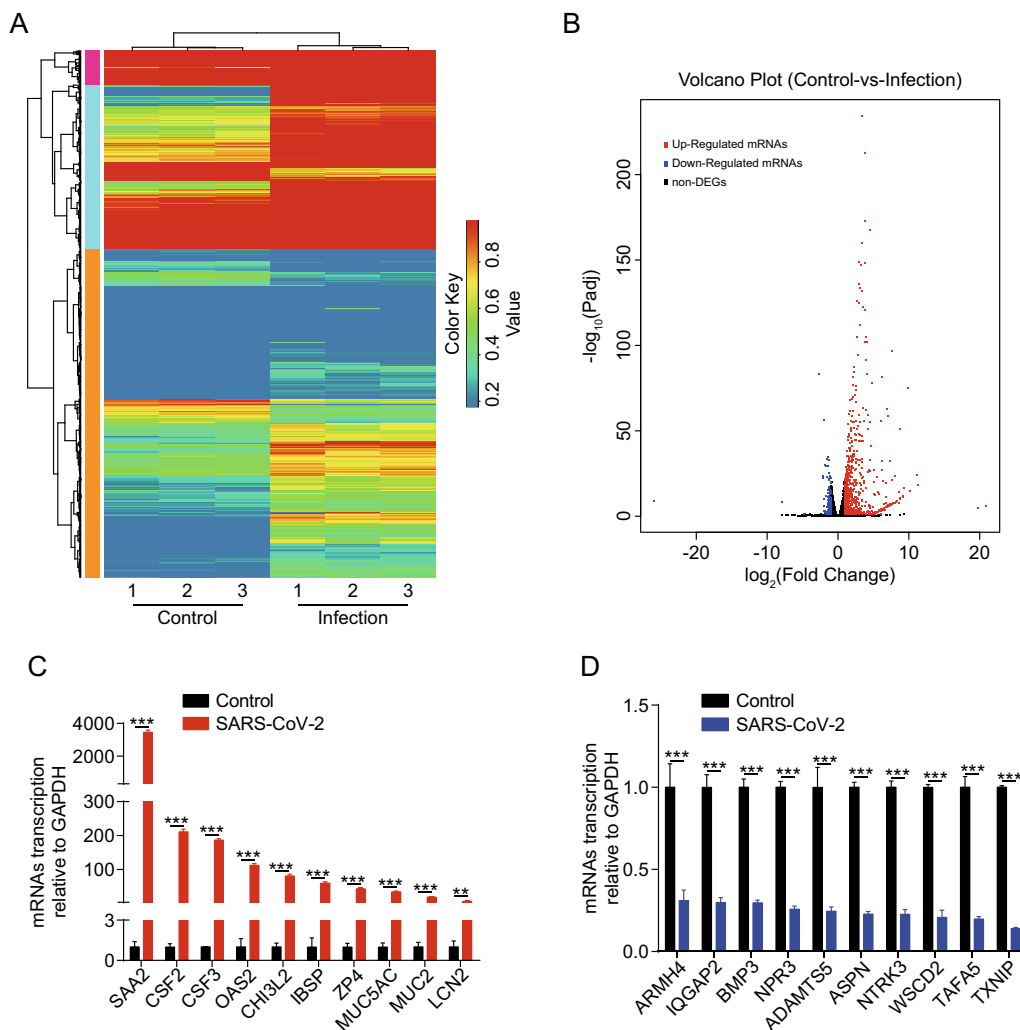 A
Color Key
Value
0.2 0.4 0.6 0.8
1 2 3 1 2 3
Control Infection
B
Volcano Plot (Control-vs-Infection)
Up-Regulated mRNAs
Down-Regulated mRNAs
non-DEGs
-log10(Padj)
200
150
100
50
0
-20 -10 0 10 20
log2(Fold Change)
C
Control
SARS-CoV-2
mRNAs transcription
relative to GAPDH
4000
2000
300
200
100
3
0
*** *** *** *** *** *** *** *** *** **
SAA2 CSF2 CSF3 OAS2 CHI3L2 IBSP ZP4 MUC5AC MUC2 LCN2
D
Control
SARS-CoV-2
mRNAs transcription
relative to GAPDH
1.5
1.0
0.5
0.0
*** *** *** *** *** *** *** *** *** ***
ARMH4 IQGAP2 BMP3 NPR3 ADAMTS5 ASPN NTRK3 WSCD2 TAFA5 TXNIP